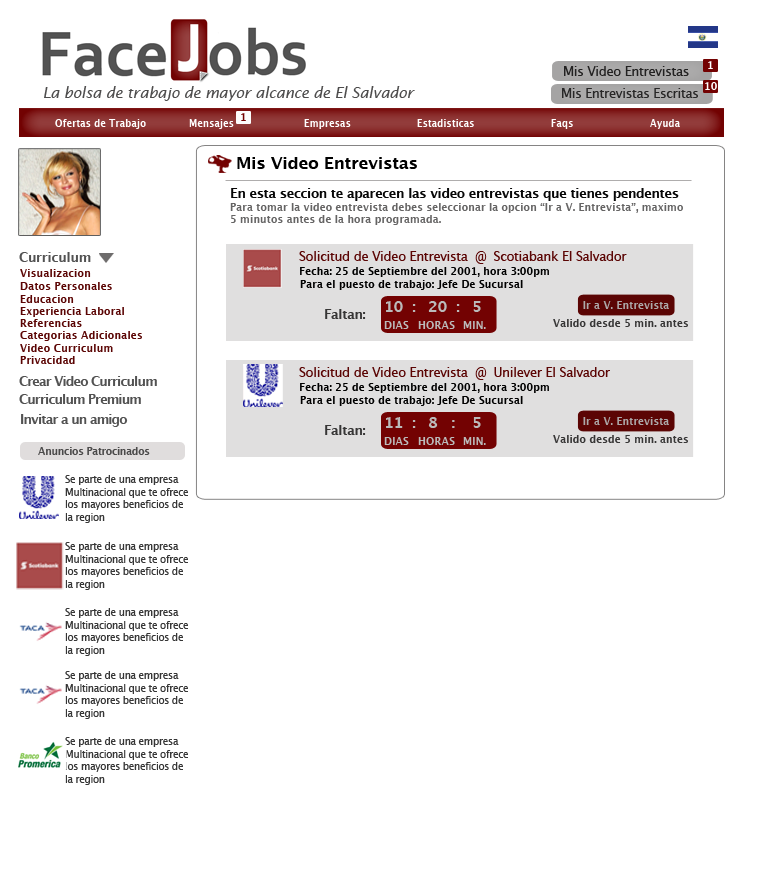 FaceJobs
La bolsa de trabajo de mayor alcance de El Salvador
Mis Video Entrevistas 1
Mis Entrevistas Escritas 10
Ofertas de Trabajo Mensajes 1 Empresas Estadisticas Faqs Ayuda
Curriculum
Visualizacion
Datos Personales
Educacion
Experiencia Laboral
Referencias
Categorias Adicionales
Video Curriculum
Privacidad
Crear Video Curriculum
Curriculum Premium
Invitar a un amigo
Anuncios Patrocinados
Unilever
Se parte de una empresa
Multinacional que te ofrece
los mayores beneficios de
la region
Scotiabank
Se parte de una empresa
Multinacional que te ofrece
los mayores beneficios de
la region
TACA
Se parte de una empresa
Multinacional que te ofrece
los mayores beneficios de
la region
TACA
Se parte de una empresa
Multinacional que te ofrece
los mayores beneficios de
la region
Banco
Promerica
Se parte de una empresa
Multinacional que te ofrece
los mayores beneficios de
la region
Mis Video Entrevistas
En esta seccion te aparecen las video entrevistas que tienes pendentes
Para tomar la video entrevista debes seleccionar la opcion “Ir a V. Entrevista”, maximo
5 minutos antes de la hora programada.
Scotiabank
Solicitud de Video Entrevista @ Scotiabank El Salvador
Fecha: 25 de Septiembre del 2001, hora 3:00pm
Para el puesto de trabajo: Jefe De Sucursal
Faltan:
10 : 20 : 5
DIAS HORAS MIN.
Ir a V. Entrevista
Valido desde 5 min. antes
Unilever
Solicitud de Video Entrevista @ Unilever El Salvador
Fecha: 25 de Septiembre del 2001, hora 3:00pm
Para el puesto de trabajo: Jefe De Sucursal
Faltan:
11 : 8 : 5
DIAS HORAS MIN.
Ir a V. Entrevista
Valido desde 5 min. antes